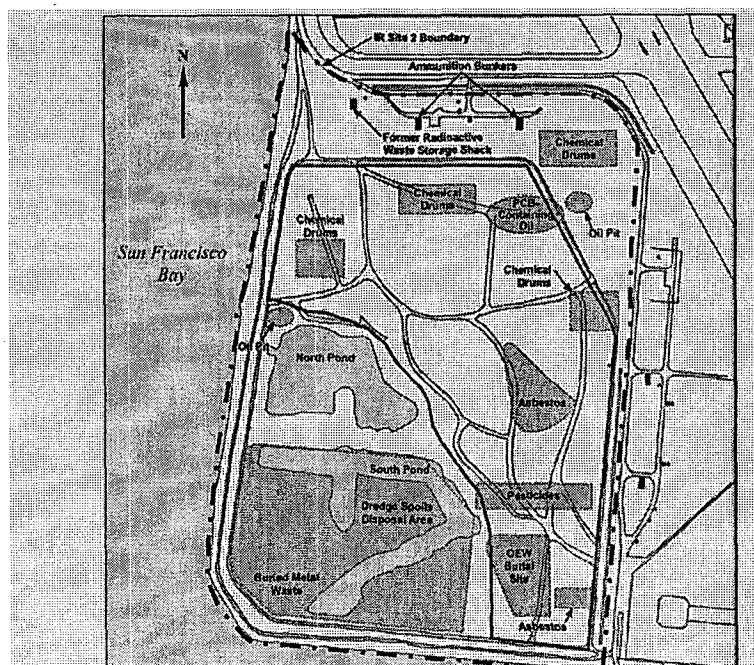 IR Site 2 Boundary
N
Ammunition Bunkers
Former Radioactive
Waste Storage Shack
Chemical
Drums
Chemical
Drums
PCB-
Containing
Oil
Oil Pit
Chemical
Drums
San Francisco
Bay
Chemical
Drums
Oil Pit
North Pond
Asbestos
South Pond
Pesticides
Dredge Spoils
Disposal Area
OEW
Burial
Site
Buried Metal
Waste
Asbestos